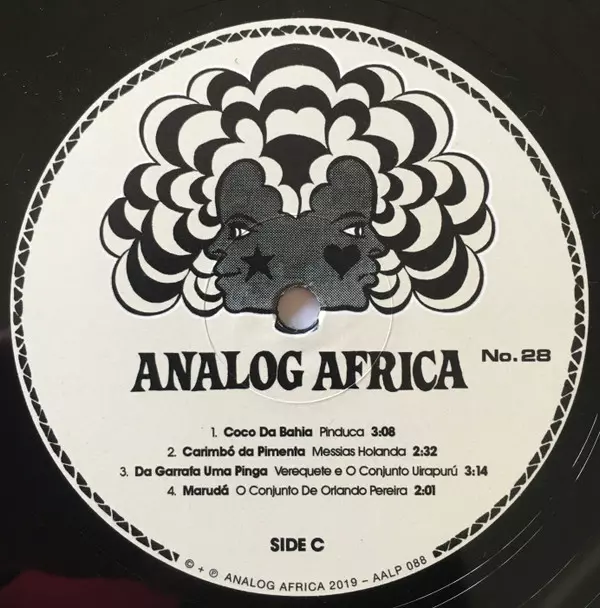 ANALOG AFRICA No. 28
1. Coco Da Bahia Pinduca 3:08
2. Carimbó da Pimenta Messias Holanda 2:32
3. Da Garrafa Uma Pinga Verequete e O Conjunto Uirapurú 3:14
4. Marudá O Conjunto De Orlando Pereira 2:01
SIDE C
© + ℗ ANALOG AFRICA 2019 – AALP 088